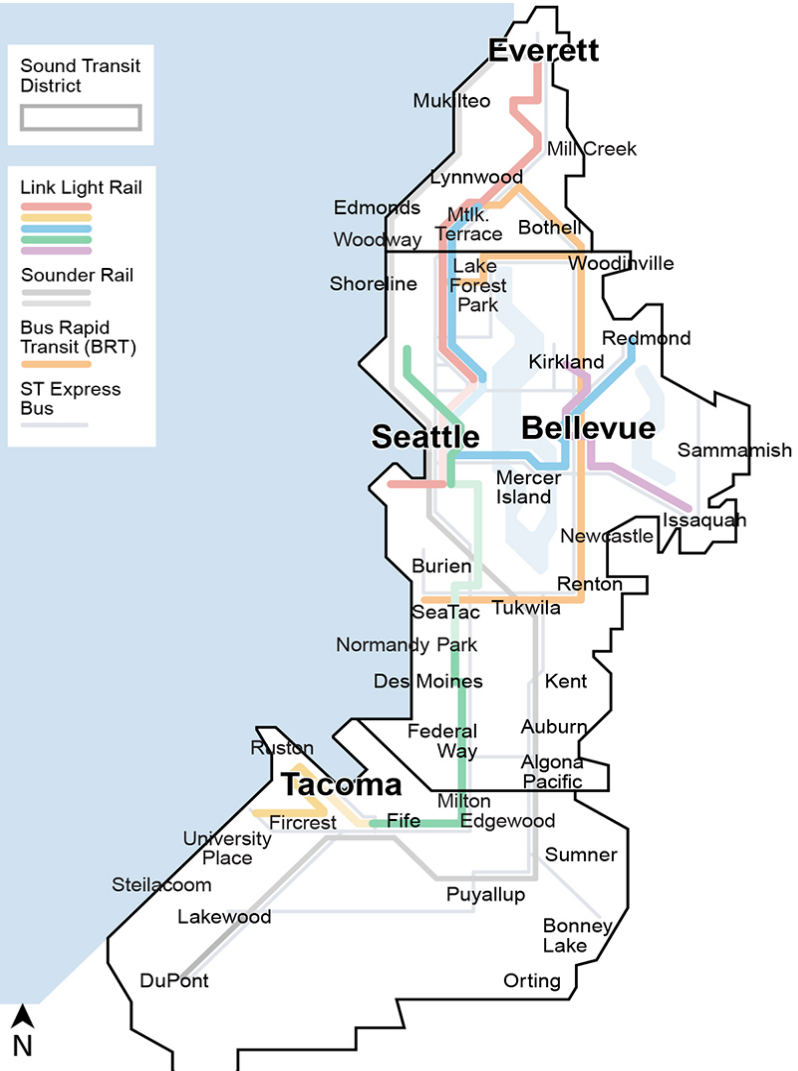 Everett
Sound Transit
District
Mukilteo
Mill Creek
Lynnwood
Link Light Rail
Edmonds
Mtlk.
Terrace
Bothell
Woodway
Sounder Rail
Lake
Forest
Park
Woodinville
Shoreline
Bus Rapid
Transit (BRT)
Redmond
Kirkland
ST Express
Bus
Seattle
Bellevue
Sammamish
Mercer
Island
Issaquah
Newcastle
Burien
Renton
SeaTac
Tukwila
Normandy Park
Des Moines
Kent
Federal
Way
Auburn
Ruston
Algona
Pacific
Tacoma
Milton
Fircrest
Fife
Edgewood
University
Place
Sumner
Steilacoom
Puyallup
Lakewood
Bonney
Lake
DuPont
Orting
N